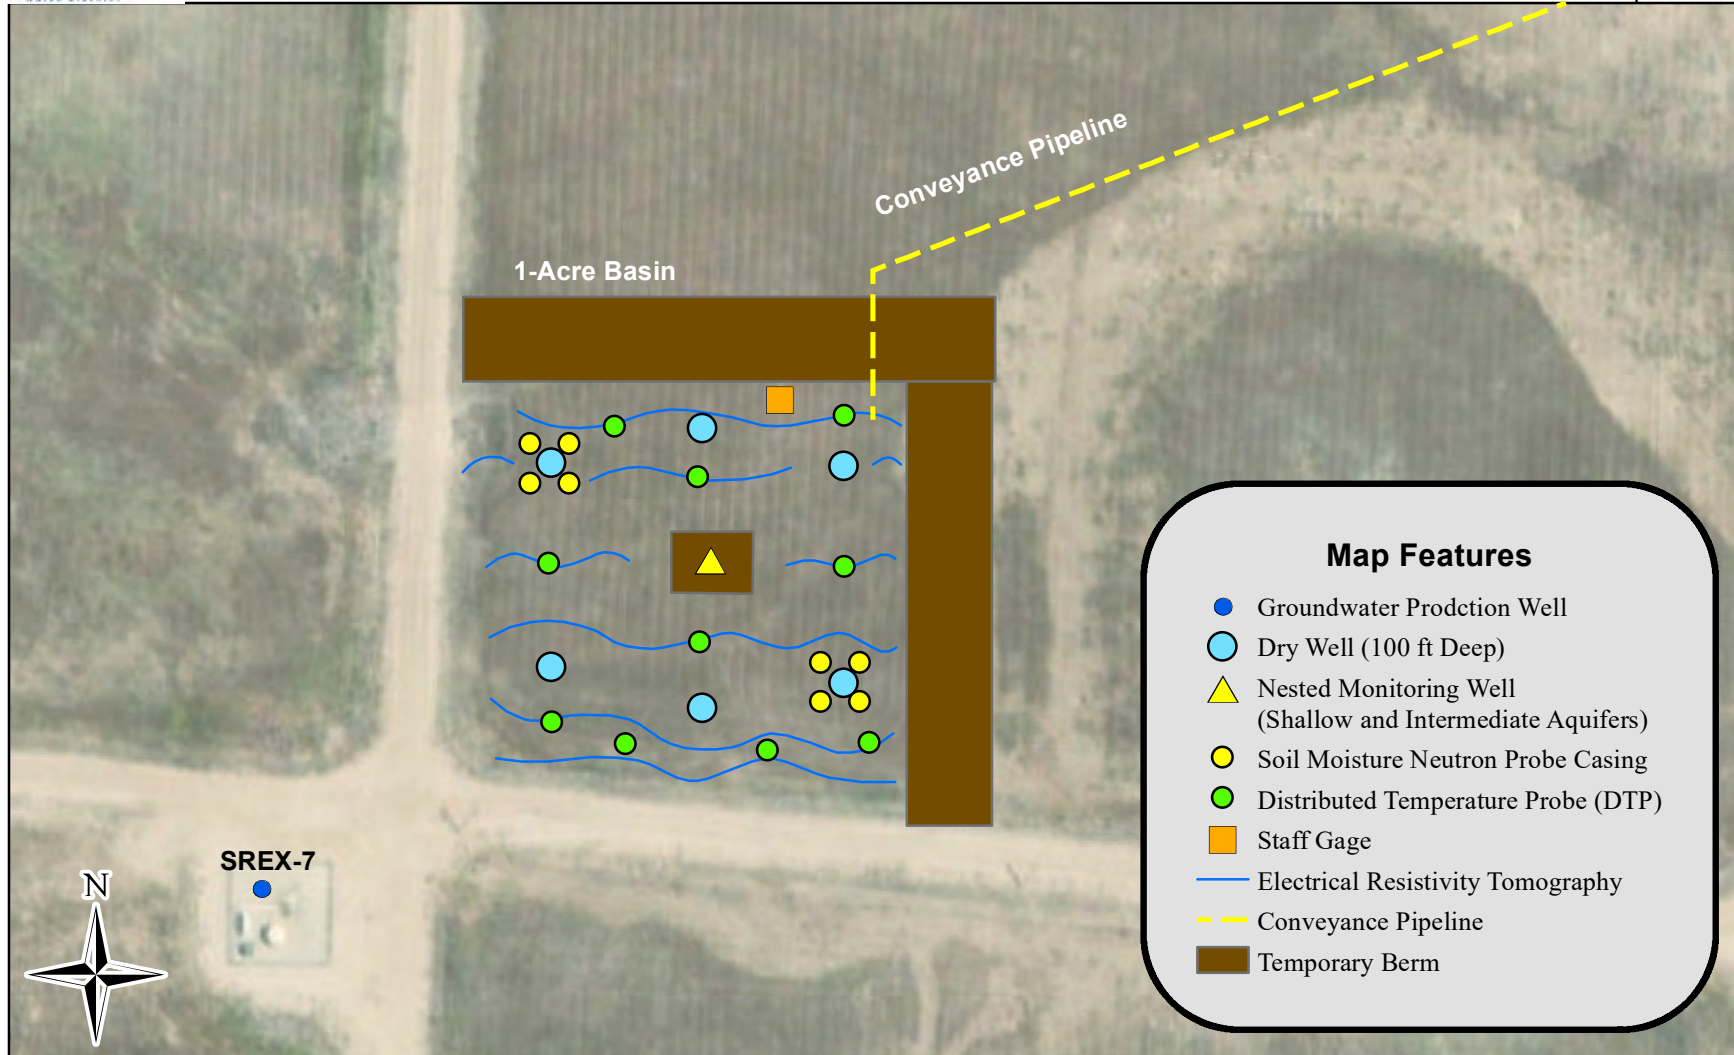 Conveyance Pipeline
1-Acre Basin
Map Features
Groundwater Prodction Well
Dry Well (100 ft Deep)
Nested Monitoring Well
(Shallow and Intermediate Aquifers)
Soil Moisture Neutron Probe Casing
Distributed Temperature Probe (DTP)
Staff Gage
Electrical Resistivity Tomography
Conveyance Pipeline
Temporary Berm
SREX-7
N